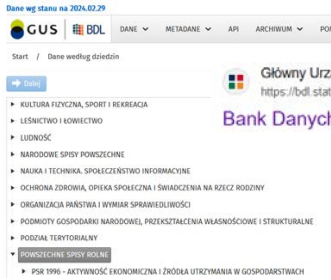 Dane wg stanu na 2024.02.29
GUS BDL DANE METADANE API ARCHIWUM
Start / Dane według dziedzin
Dalej
Główny Urz
https://bdl.stat
Bank Danych
KULTURA FIZYCZNA, SPORT I REKREACJA
LEŚNICTWO I ŁOWIECTWO
LUDNOŚĆ
NARODOWE SPISY POWSZECHNE
NAUKA I TECHNIKA. SPOŁECZEŃSTWO INFORMACYJNE
OCHRONA ZDROWIA, OPIEKA SPOŁECZNA I ŚWIADCZENIA NA RZECZ RODZINY
ORGANIZACJA PAŃSTWA I WYMIAR SPRAWIEDLIWOŚCI
PODMIOTY GOSPODARKI NARODOWEJ, PRZEKSZTAŁCENIA WŁASNOŚCIOWE I STRUKTURALNE
PODZIAŁ TERYTORIALNY
POWSZECHNE SPISY ROLNE
PSR 1996 - AKTYWNOŚĆ EKONOMICZNA I ŹRÓDŁA UTRZYMANIA W GOSPODARSTWACH